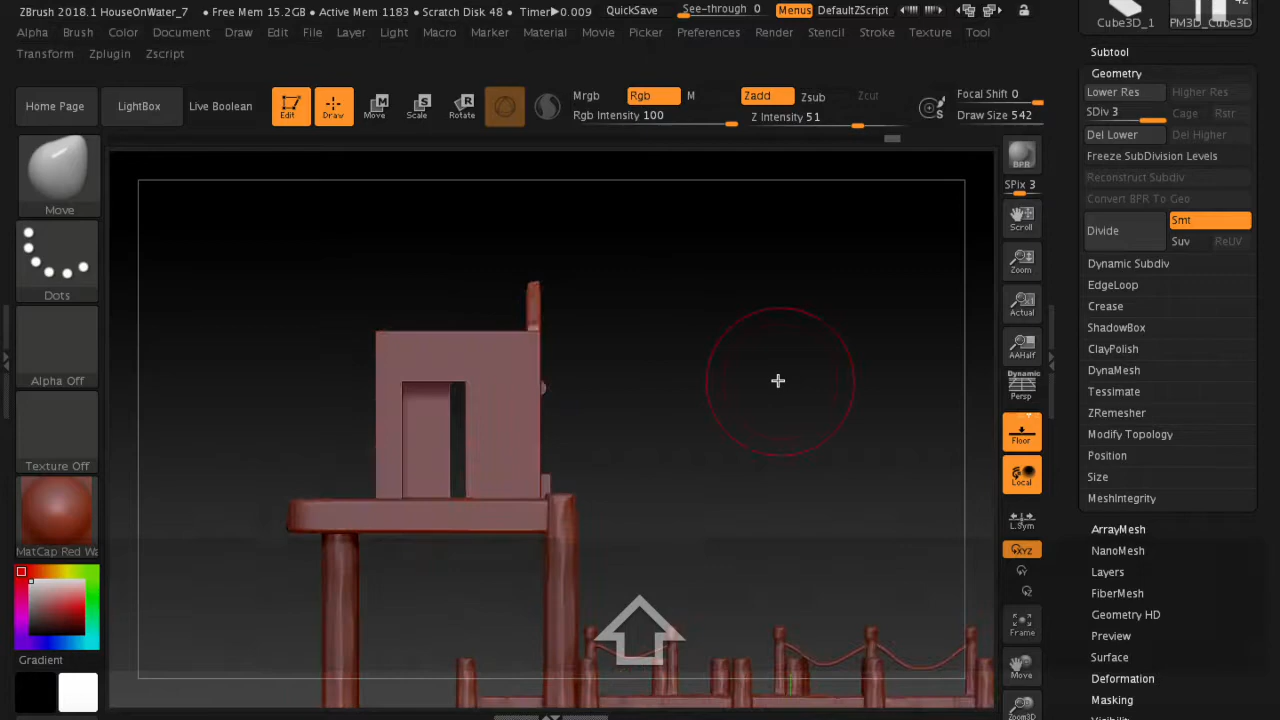 ZBrush 2018.1 HouseOnWater_7 • Free Mem 15.2GB • Active Mem 1183 • Scratch Disk 48 • Timer▶0.009 QuickSave See-through 0 Menus DefaultZScript
Alpha Brush Color Document Draw Edit File Layer Light Macro Marker Material Movie Picker Preferences Render Stencil Stroke Texture Tool
Transform Zplugin Zscript
Home Page LightBox Live Boolean Edit Draw Move Scale Rotate
Mrgb Rgb M Zadd Zsub Zcut Focal Shift 0
Rgb Intensity 100 Z Intensity 51 Draw Size 542
Move
Dots
Alpha Off
Texture Off
MatCap Red Wa
Gradient
BPR
SPix 3
Scroll
Zoom
Actual
AAHalf
Dynamic
Persp
Floor
Local
L.Sym
XYZ
Y
Z
Frame
Move
Zoom3D
42
Cube3D_1 PM3D_Cube3D
Subtool
Geometry
Lower Res Higher Res
SDiv 3 Cage Rstr
Del Lower Del Higher
Freeze SubDivision Levels
Reconstruct Subdiv
Convert BPR To Geo
Divide Smt
Suv ReUV
Dynamic Subdiv
EdgeLoop
Crease
ShadowBox
ClayPolish
DynaMesh
Tessimate
ZRemesher
Modify Topology
Position
Size
MeshIntegrity
ArrayMesh
NanoMesh
Layers
FiberMesh
Geometry HD
Preview
Surface
Deformation
Masking
Visibility